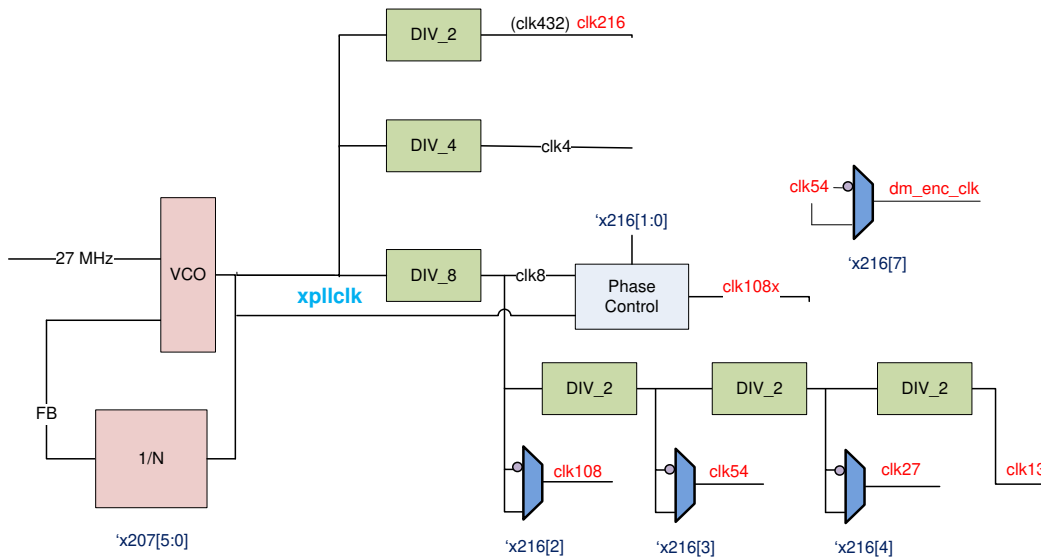 DIV_2
(clk432) clk216
DIV_4
clk4
clk54
dm_enc_clk
'x216[7]
27 MHz
VCO
'x216[1:0]
DIV_8
clk8
Phase
Control
clk108x
xpllclk
FB
1/N
'x207[5:0]
DIV_2
DIV_2
DIV_2
clk108
clk54
clk27
clk13
'x216[2]
'x216[3]
'x216[4]